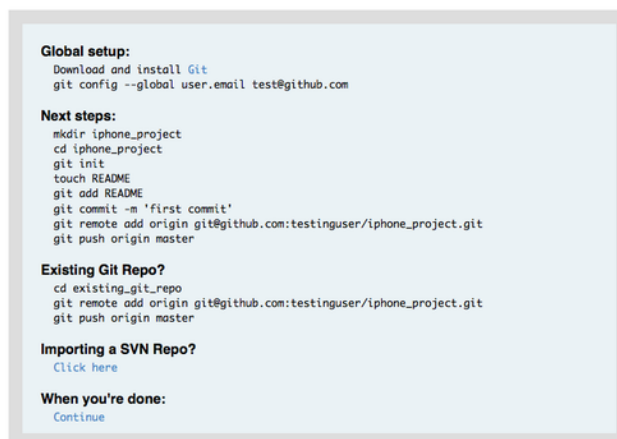 Global setup:
Download and install Git
git config --global user.email test@github.com
Next steps:
mkdir iphone_project
cd iphone_project
git init
touch README
git add README
git commit -m 'first commit'
git remote add origin git@github.com:testinguser/iphone_project.git
git push origin master
Existing Git Repo?
cd existing_git_repo
git remote add origin git@github.com:testinguser/iphone_project.git
git push origin master
Importing a SVN Repo?
Click here
When you're done:
Continue